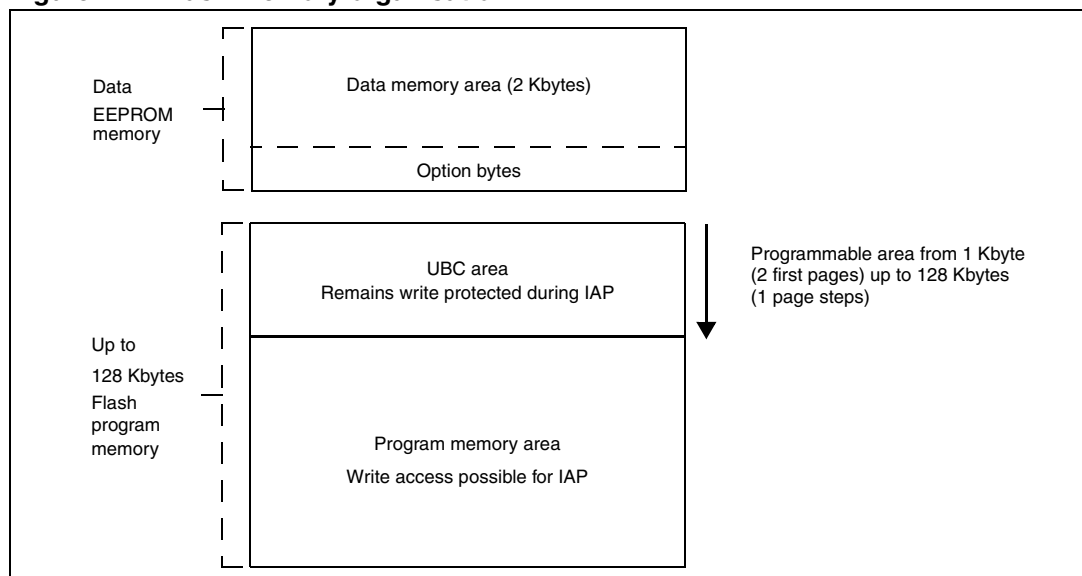 Data
EEPROM
memory
Data memory area (2 Kbytes)
Option bytes
Up to
128 Kbytes
Flash
program
memory
UBC area
Remains write protected during IAP
Program memory area
Write access possible for IAP
Programmable area from 1 Kbyte
(2 first pages) up to 128 Kbytes
(1 page steps)